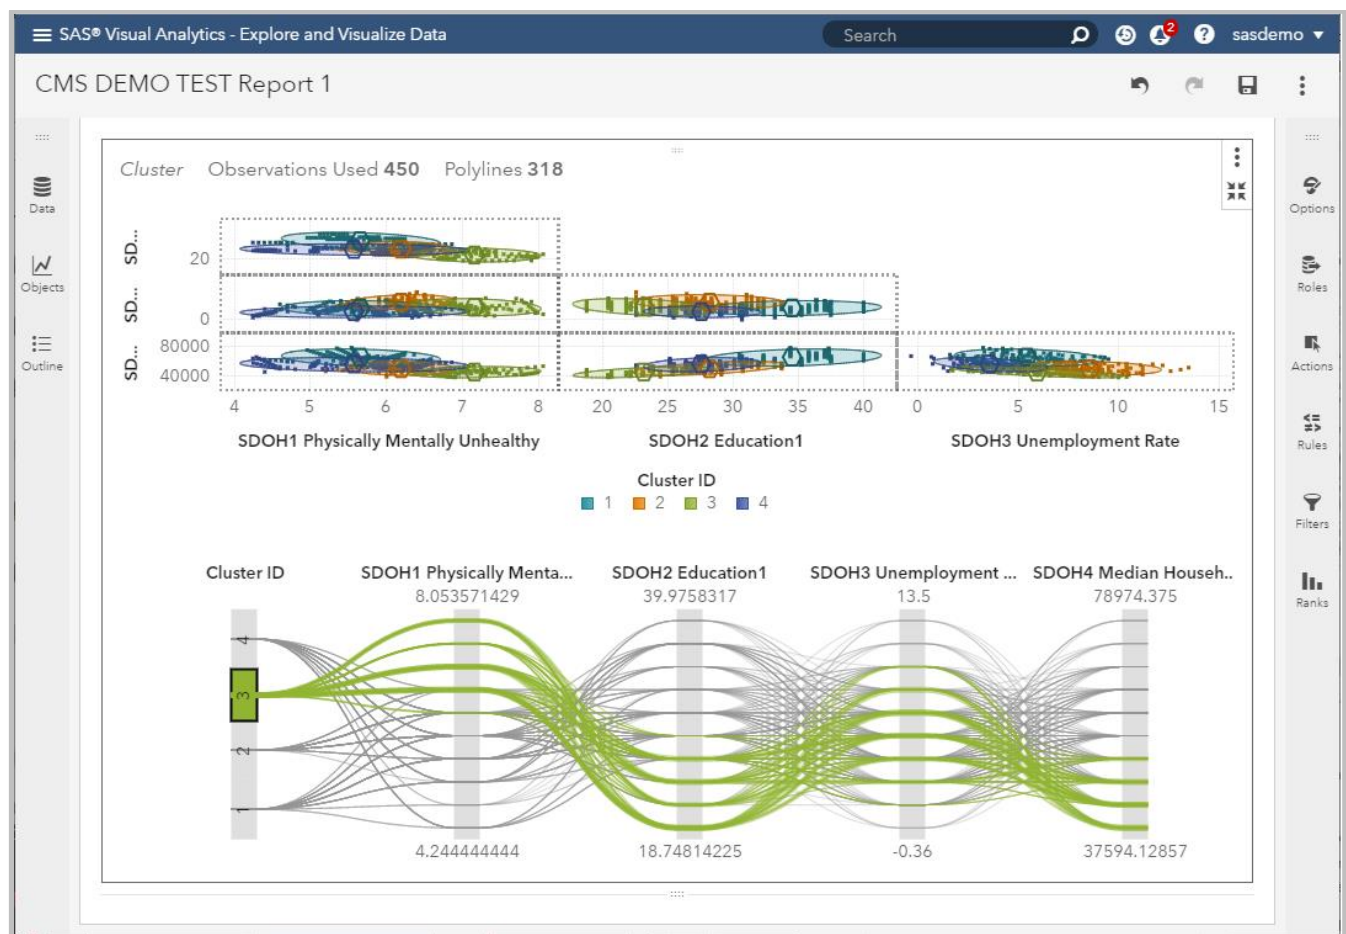 SAS® Visual Analytics - Explore and Visualize Data
Search
2
?
sasdemo
CMS DEMO TEST Report 1
Data
Objects
Outline
Options
Roles
Actions
Rules
Filters
Ranks
Cluster Observations Used 450 Polylines 318
SD...
20
SD...
0
SD...
80000
40000
4 5 6 7 8 20 25 30 35 40 0 5 10 15
SDOH1 Physically Mentally Unhealthy SDOH2 Education1 SDOH3 Unemployment Rate
Cluster ID
1 2 3 4
Cluster ID SDOH1 Physically Menta... SDOH2 Education1 SDOH3 Unemployment ... SDOH4 Median Househ..
8.053571429 39.9758317 13.5 78974.375
4
3
2
1
4.244444444 18.74814225 -0.36 37594.12857